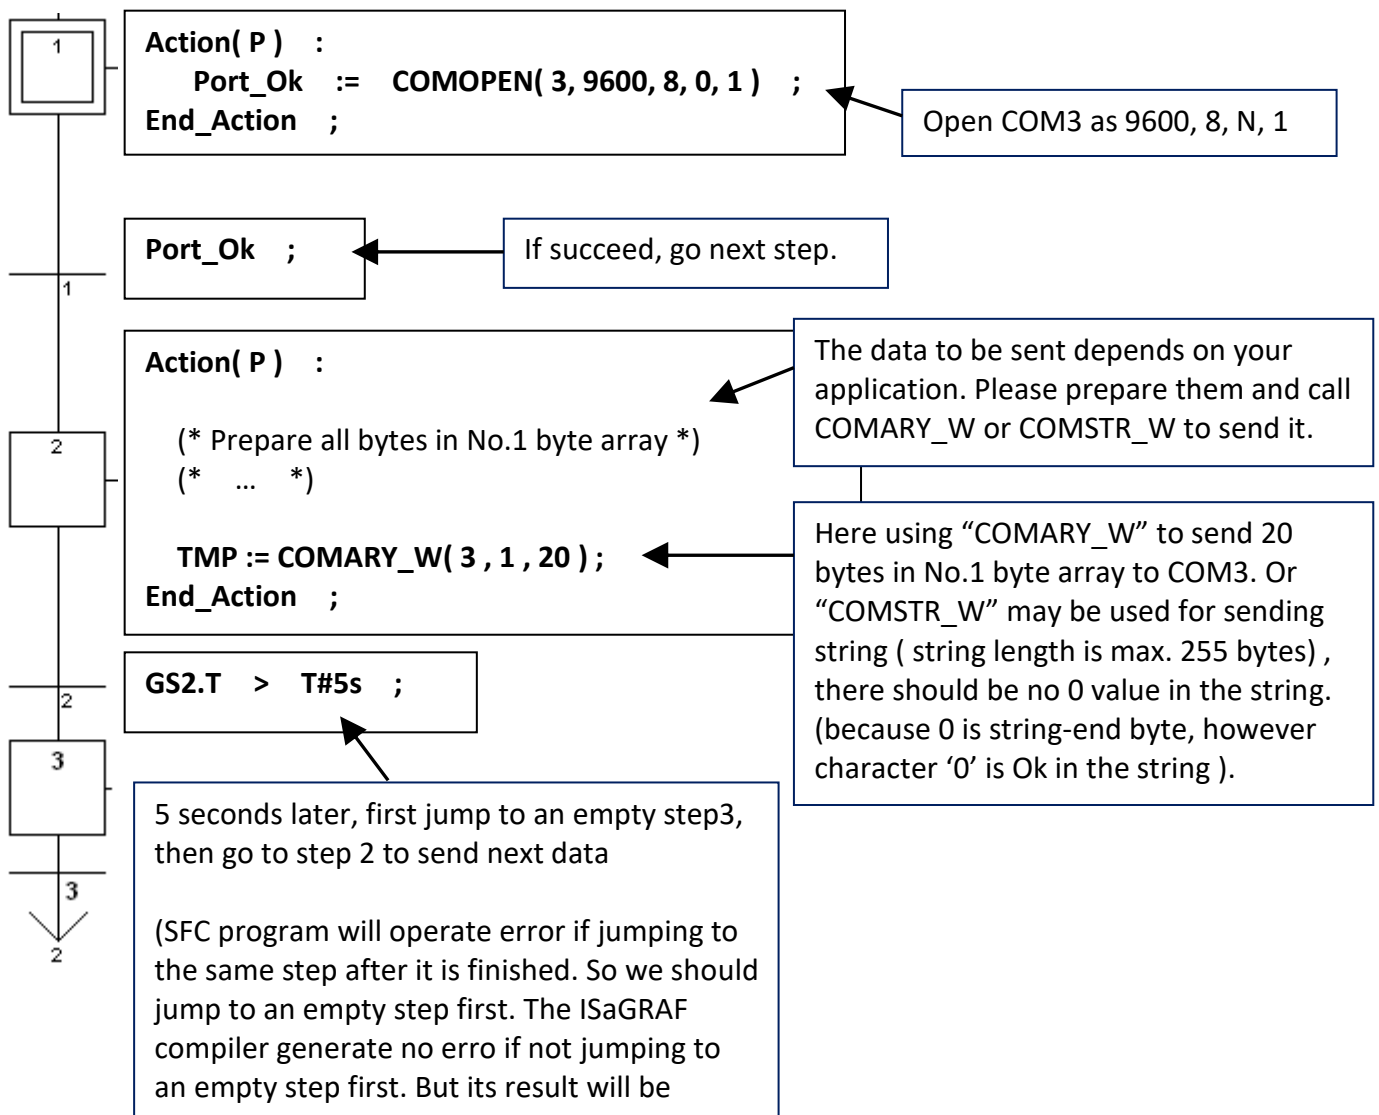 1
Action( P ) :
Port_Ok := COMOPEN( 3, 9600, 8, 0, 1 ) ;
End_Action ;
Open COM3 as 9600, 8, N, 1
Port_Ok ;
If succeed, go next step.
1
2
Action( P ) :
(* Prepare all bytes in No.1 byte array *)
(* ... *)
TMP := COMARY_W( 3 , 1 , 20 ) ;
End_Action ;
The data to be sent depends on your
application. Please prepare them and call
COMARY_W or COMSTR_W to send it.
Here using “COMARY_W” to send 20
bytes in No.1 byte array to COM3. Or
“COMSTR_W” may be used for sending
string ( string length is max. 255 bytes) ,
there should be no 0 value in the string.
(because 0 is string-end byte, however
character ‘0’ is Ok in the string ).
2
GS2.T > T#5s ;
3
5 seconds later, first jump to an empty step3,
then go to step 2 to send next data
(SFC program will operate error if jumping to
the same step after it is finished. So we should
jump to an empty step first. The ISaGRAF
compiler generate no erro if not jumping to
an empty step first. But its result will be
3
2